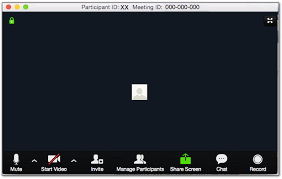 Participant ID: XX Meeting ID: 000-000-000
Mute Start Video Invite Manage Participants Share Screen Chat Record